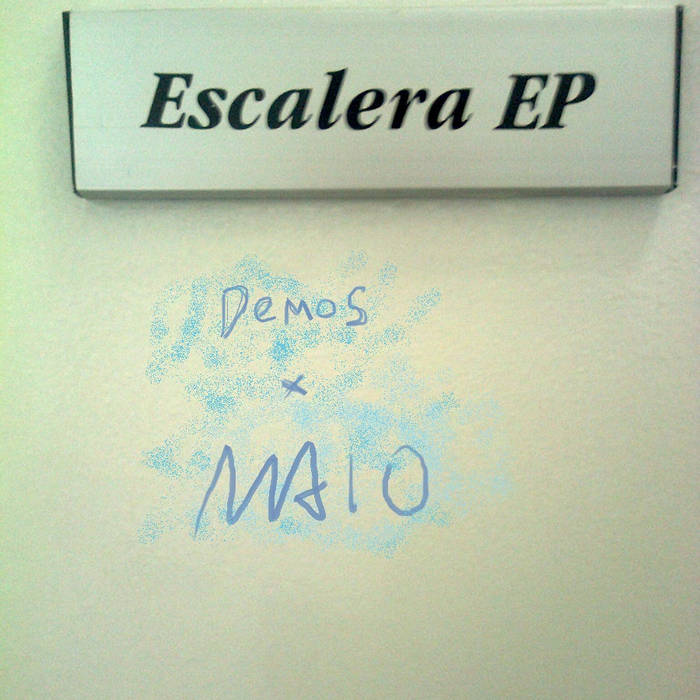 Escalera EP
Demos
x
MAIO